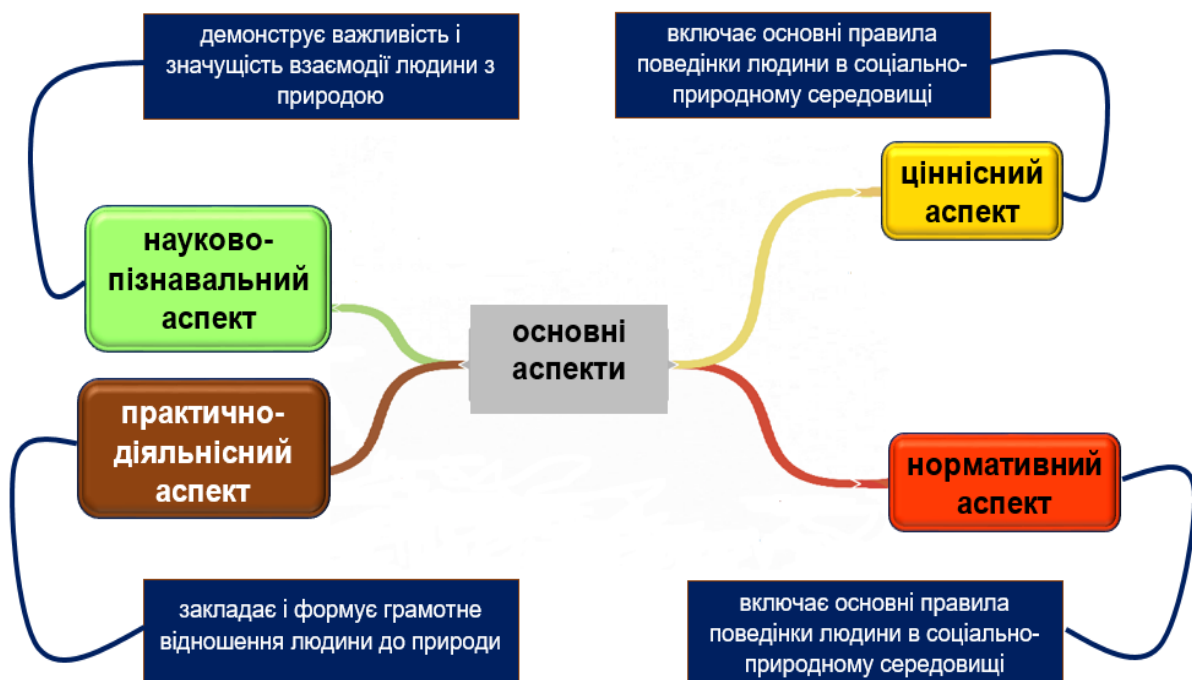 демонструє важливість і
значущість взаємодії людини з
природою
включає основні правила
поведінки людини в соціально-
природному середовищі
ціннісний
аспект
науково-
пізнавальний
аспект
основні
аспекти
практично-
діяльнісний
аспект
нормативний
аспект
закладає і формує грамотне
відношення людини до природи
включає основні правила
поведінки людини в соціально-
природному середовищі